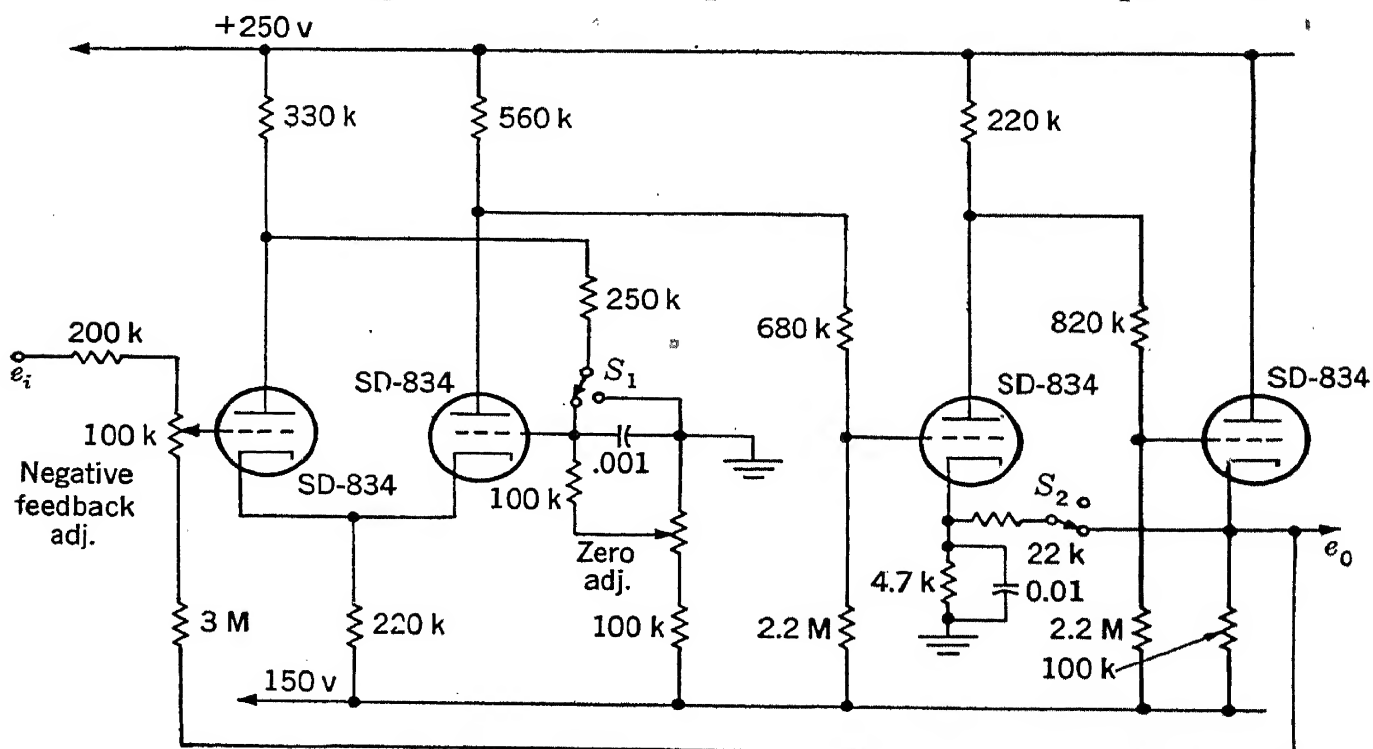 +250 v
330 k
560 k
220 k
250 k
680 k
820 k
200 k
e_i
SD-834
S_1
SD-834
SD-834
100 k
Negative
feedback
adj.
SD-834
.001
100 k
S_2
Zero
adj.
22 k
e_0
4.7 k
0.01
3 M
220 k
100 k
2.2 M
2.2 M
100 k
150 v